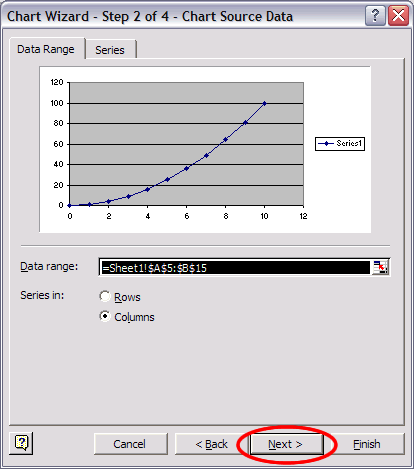 Chart Wizard - Step 2 of 4 - Chart Source Data
?
Data Range
Series
120
100
80
60
40
20
0
0 2 4 6 8 10 12
Series1
Data range:
=Sheet1!$A$5:$B$15
Series in:
Rows
Columns
?
Cancel
< Back
Next >
Finish